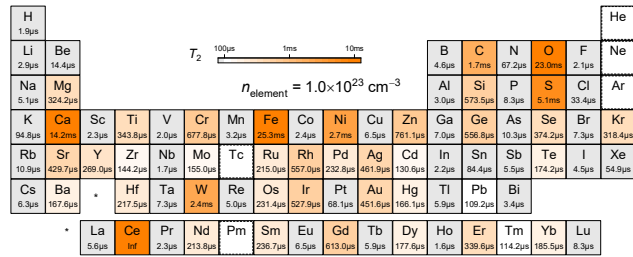 H He
1.9μs
100μs 1ms 10ms
Li Be T₂ B C N O F Ne
2.9μs 14.4μs 4.6μs 1.7ms 67.2μs 23.0ms 2.1μs
n_element = 1.0×10²³ cm⁻³
Na Mg Al Si P S Cl Ar
5.1μs 324.2μs 3.0μs 573.5μs 8.3μs 5.1ms 33.4μs
K Ca Sc Ti V Cr Mn Fe Co Ni Cu Zn Ga Ge As Se Br Kr
94.8μs 14.2ms 2.3μs 343.8μs 2.0μs 677.8μs 3.2μs 25.3ms 2.4μs 2.7ms 6.5μs 761.1μs 7.0μs 556.8μs 10.3μs 374.2μs 7.3μs 318.4μs
Rb Sr Y Zr Nb Mo Tc Ru Rh Pd Ag Cd In Sn Sb Te I Xe
10.9μs 429.7μs 269.0μs 144.2μs 1.7μs 155.0μs 215.0μs 557.0μs 232.8μs 461.9μs 130.6μs 2.2μs 84.4μs 5.5μs 174.2μs 4.5μs 54.9μs
Cs Ba * Hf Ta W Re Os Ir Pt Au Hg Tl Pb Bi
6.3μs 167.6μs 217.5μs 7.3μs 2.4ms 5.0μs 231.4μs 527.9μs 68.1μs 451.6μs 166.1μs 5.9μs 109.2μs 3.4μs
* La Ce Pr Nd Pm Sm Eu Gd Tb Dy Ho Er Tm Yb Lu
5.6μs Inf 2.3μs 213.8μs 236.7μs 6.5μs 613.0μs 5.9μs 177.6μs 1.6μs 339.6μs 114.2μs 185.5μs 8.3μs